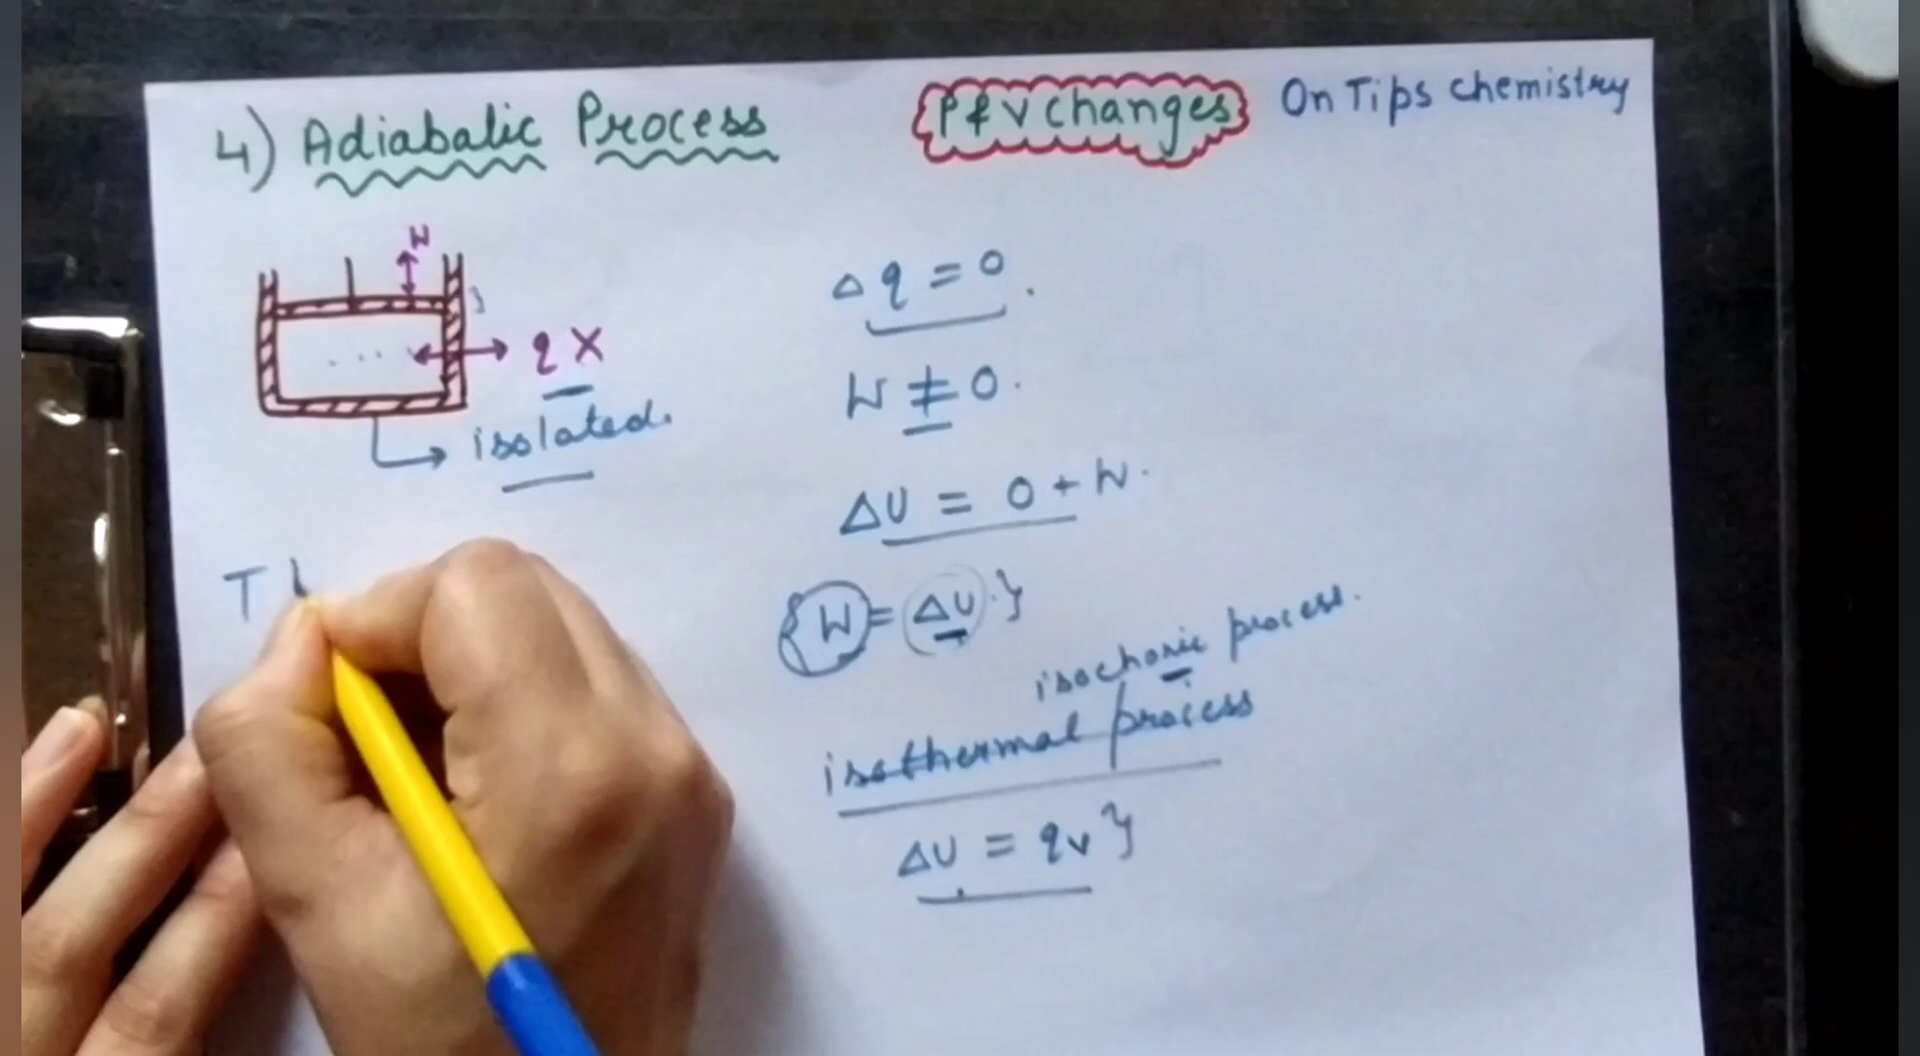 4) Adiabatic Process
P & V changes
On Tips chemistry
W
q X
isolated.
Δq = 0.
W ≠ 0.
ΔU = 0 + W.
{W = ΔU.}
isochoric process.
isothermal process
ΔU = qv}
T